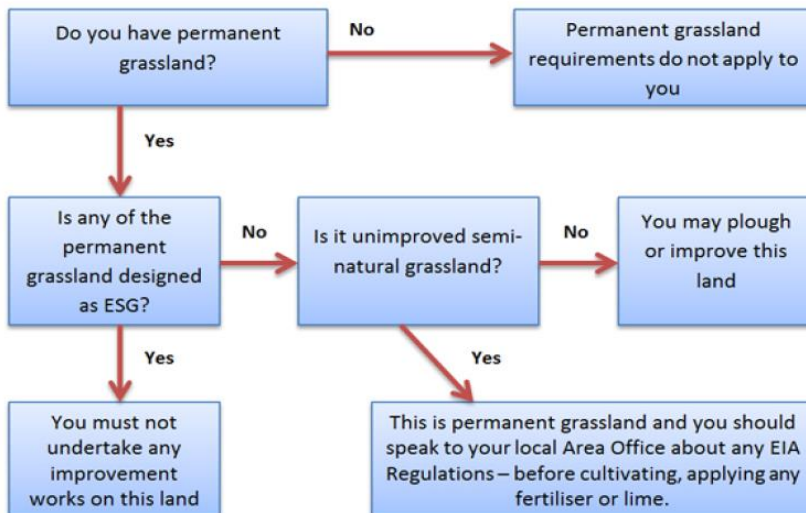 Do you have permanent
grassland?
No
Permanent grassland
requirements do not apply to
you
Yes
Is any of the
permanent
grassland designed
as ESG?
No
Is it unimproved semi-
natural grassland?
No
You may plough
or improve this
land
Yes
Yes
You must not
undertake any
improvement
works on this land
This is permanent grassland and you should
speak to your local Area Office about any EIA
Regulations – before cultivating, applying any
fertiliser or lime.